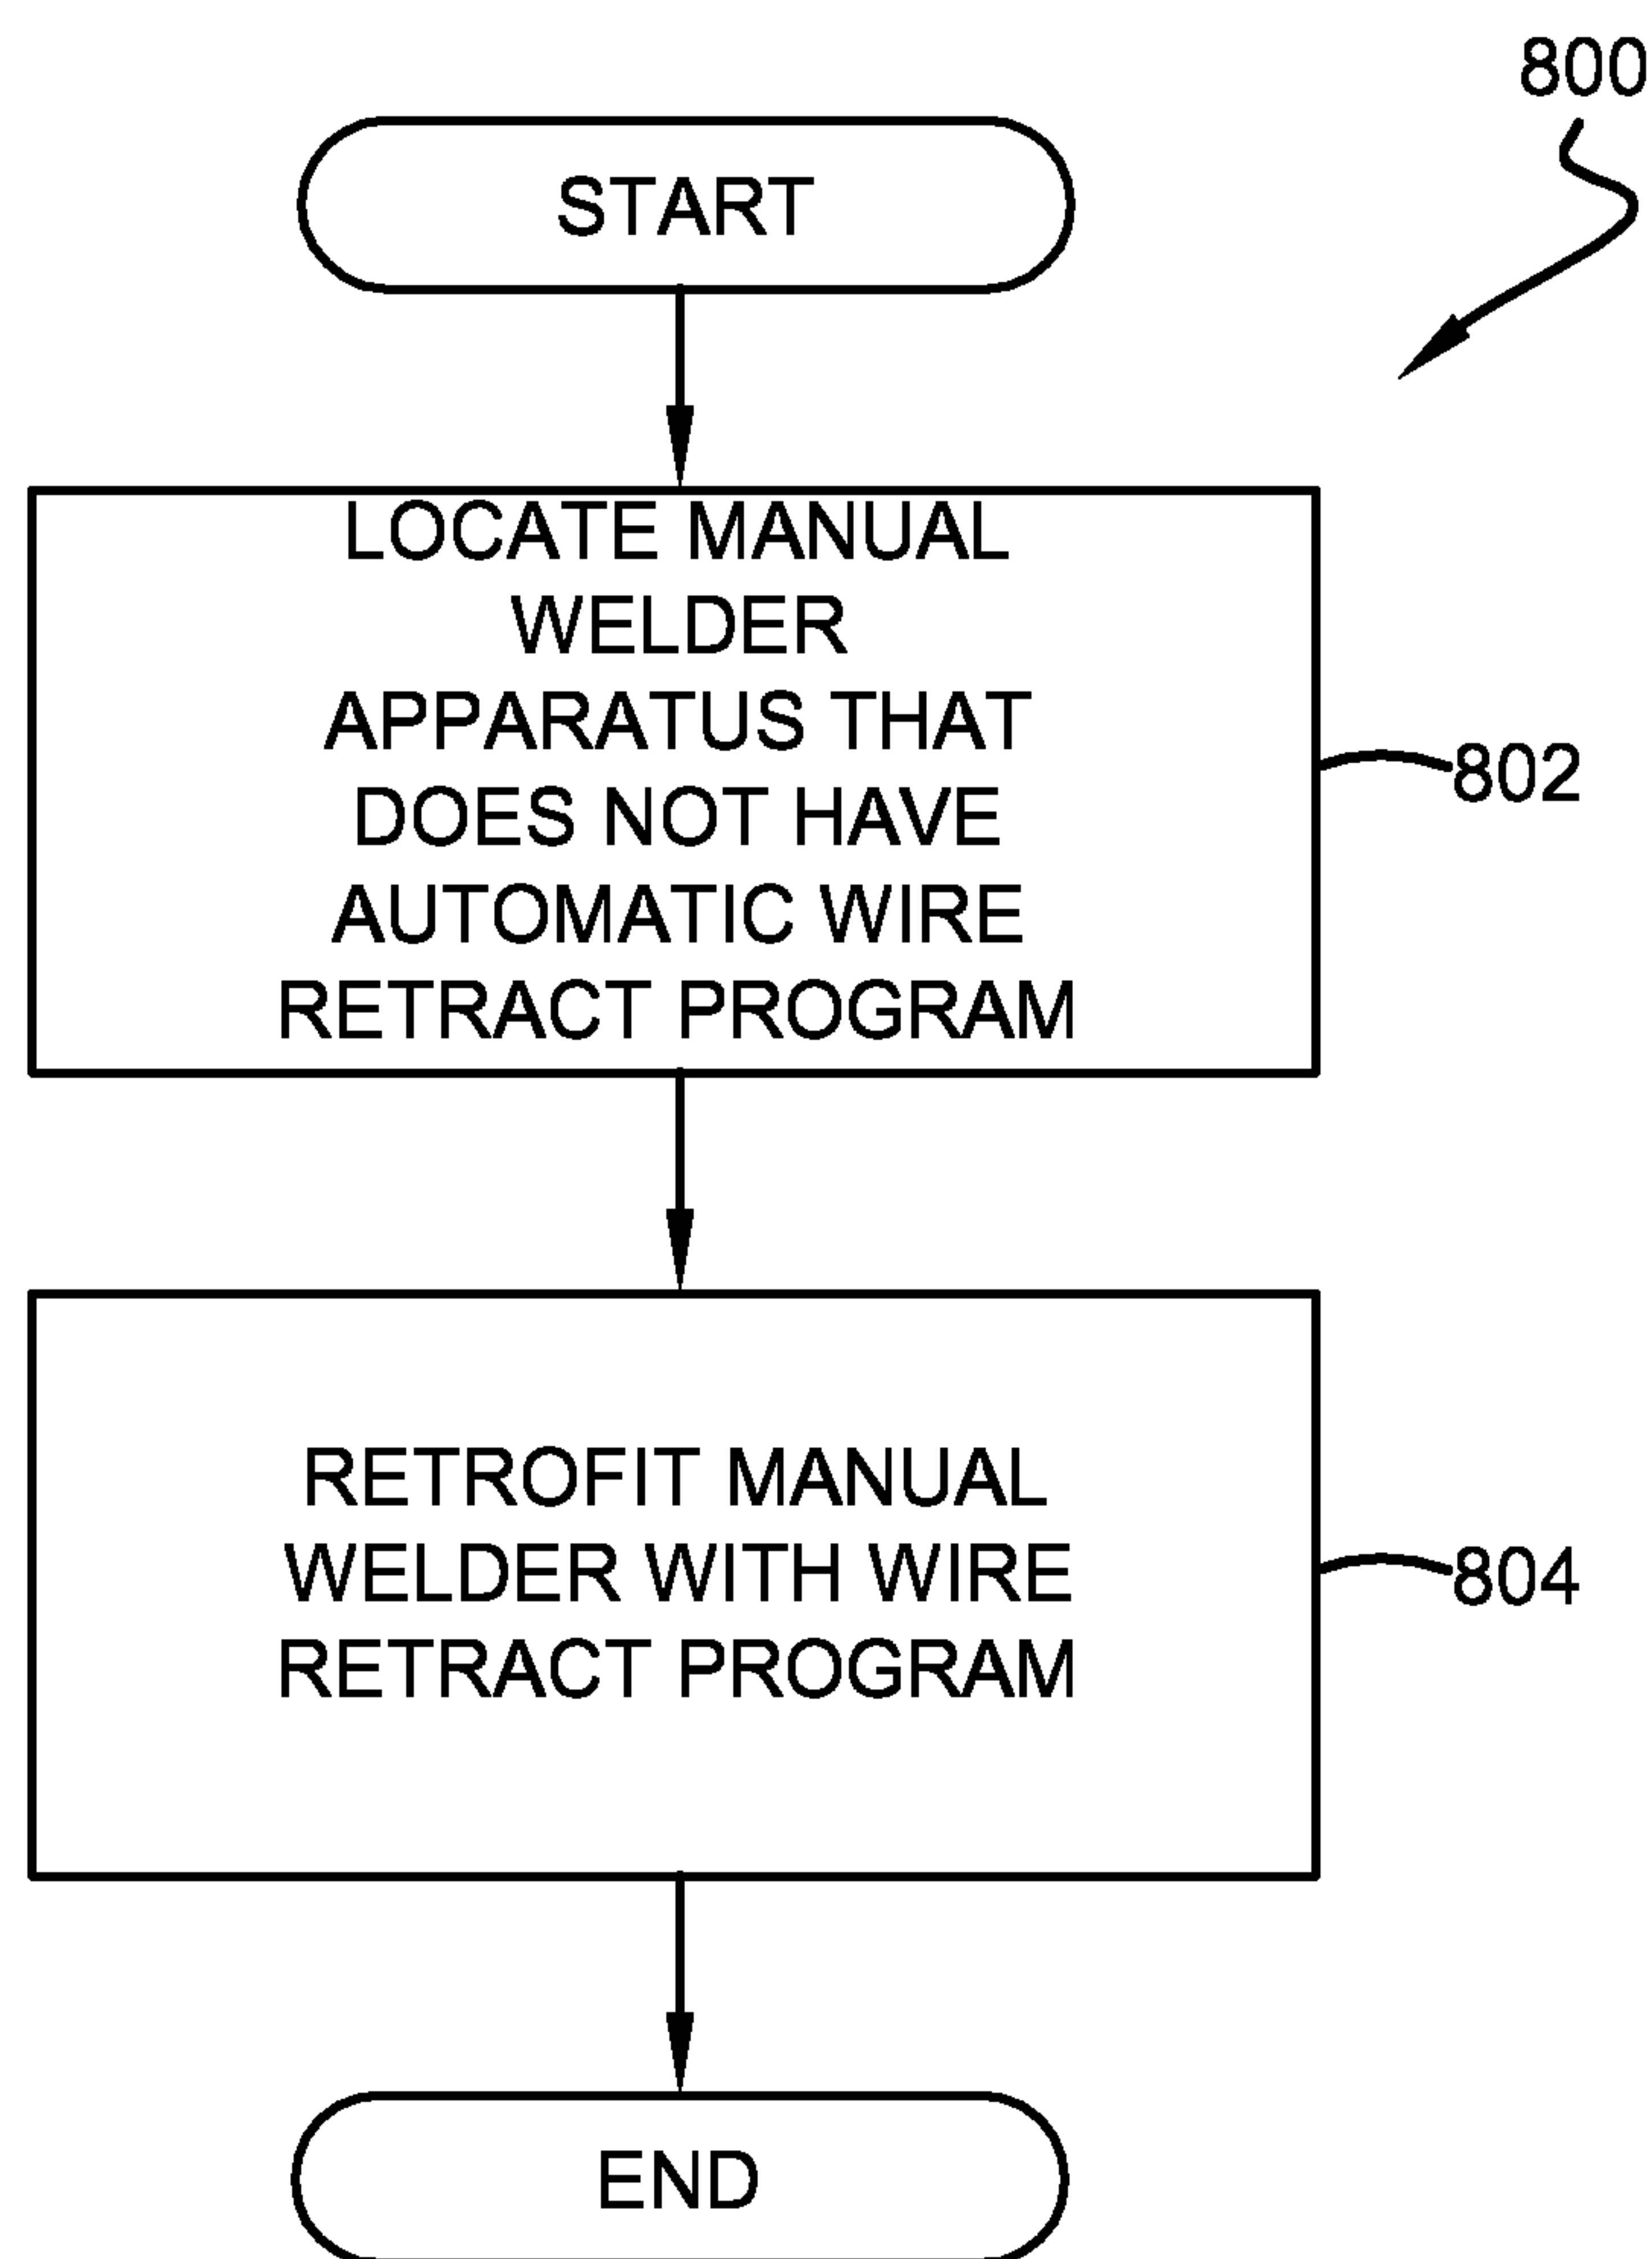 800
START
LOCATE MANUAL
WELDER
APPARATUS THAT
DOES NOT HAVE
AUTOMATIC WIRE
RETRACT PROGRAM
802
RETROFIT MANUAL
WELDER WITH WIRE
RETRACT PROGRAM
804
END